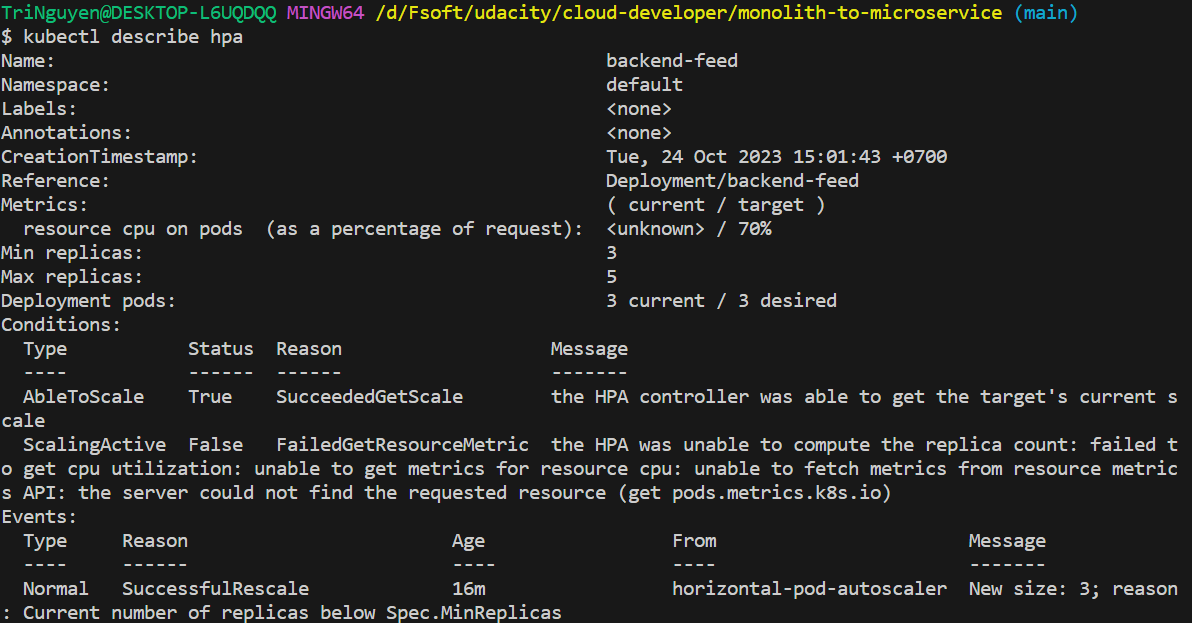 TriNguyen@DESKTOP-L6UQDQQ MINGW64 /d/Fsoft/udacity/cloud-developer/monolith-to-microservice (main)
$ kubectl describe hpa
Name:                                                  backend-feed
Namespace:                                             default
Labels:                                                <none>
Annotations:                                           <none>
CreationTimestamp:                                     Tue, 24 Oct 2023 15:01:43 +0700
Reference:                                             Deployment/backend-feed
Metrics:                                               ( current / target )
  resource cpu on pods  (as a percentage of request):  <unknown> / 70%
Min replicas:                                          3
Max replicas:                                          5
Deployment pods:                                       3 current / 3 desired
Conditions:
  Type           Status  Reason                   Message
  ----           ------  ------                   -------
  AbleToScale    True    SucceededGetScale        the HPA controller was able to get the target's current s
cale
  ScalingActive  False   FailedGetResourceMetric  the HPA was unable to compute the replica count: failed t
o get cpu utilization: unable to get metrics for resource cpu: unable to fetch metrics from resource metric
s API: the server could not find the requested resource (get pods.metrics.k8s.io)
Events:
  Type    Reason                        Age                 From                       Message
  ----    ------                        ----                ----                       -------
  Normal  SuccessfulRescale             16m                 horizontal-pod-autoscaler  New size: 3; reason
: Current number of replicas below Spec.MinReplicas